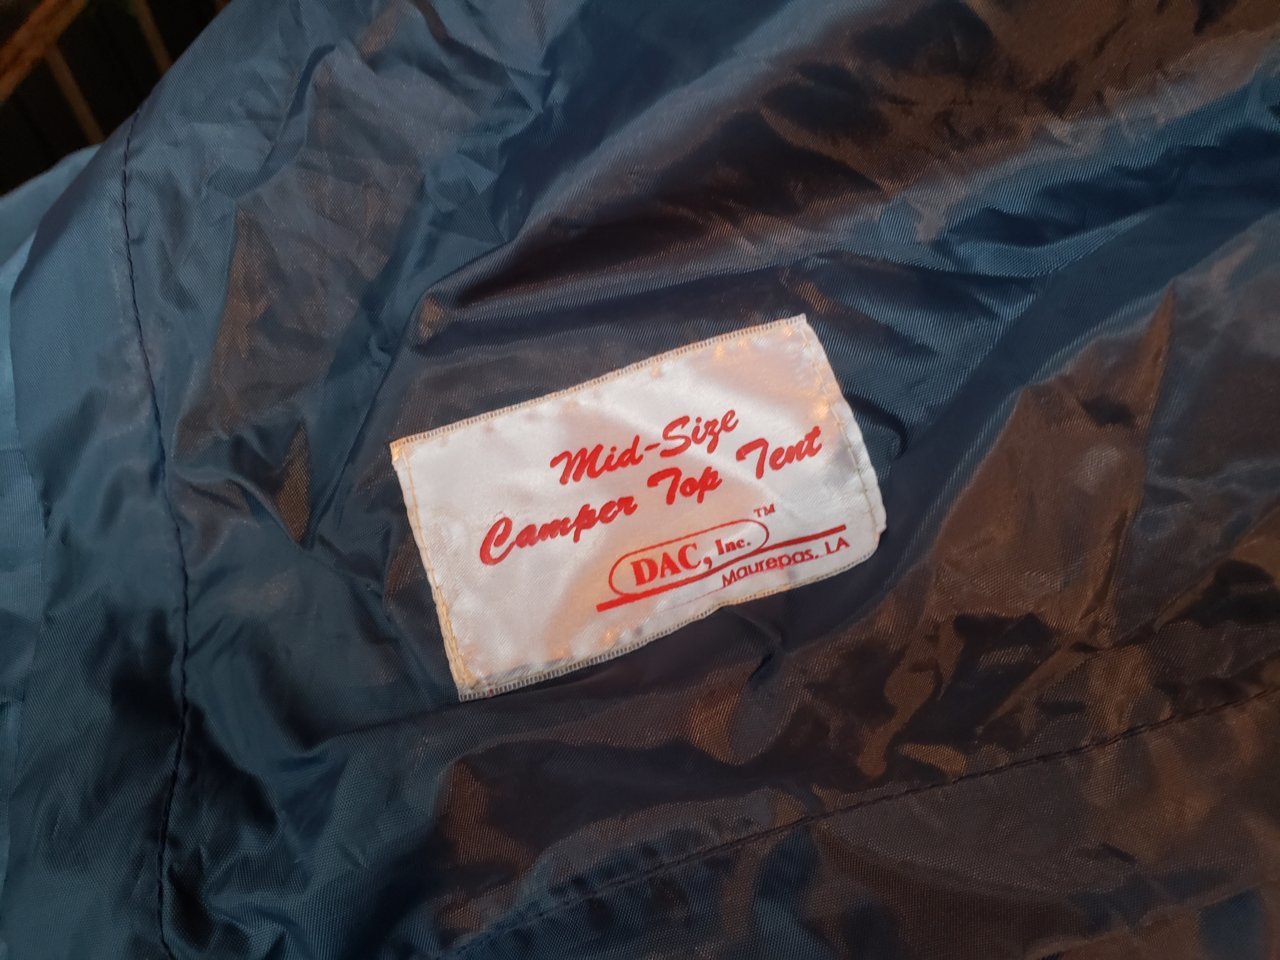 Mid-Size
Camper Top Tent
DAC, Inc.™
Maurepas, LA